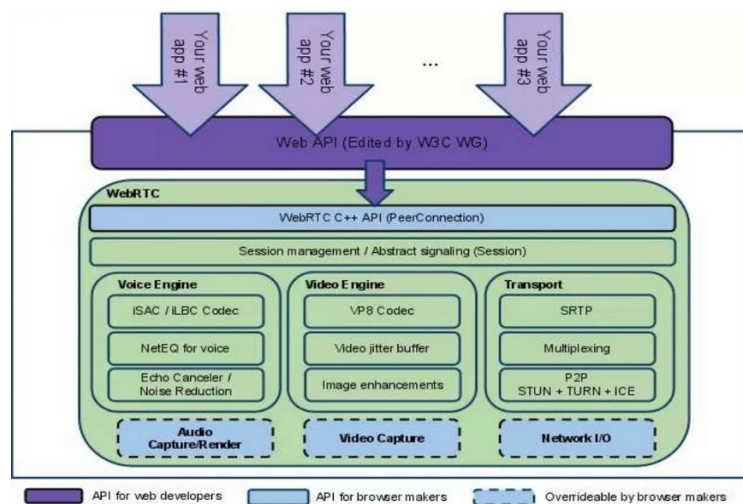 Your web
app #1
Your web
app #2
...
Your web
app #3
Web API (Edited by W3C WG)
WebRTC
WebRTC C++ API (PeerConnection)
Session management / Abstract signaling (Session)
Voice Engine
iSAC / iLBC Codec
NetEQ for voice
Echo Canceler /
Noise Reduction
Audio
Capture/Render
Video Engine
VP8 Codec
Video jitter buffer
Image enhancements
Video Capture
Transport
SRTP
Multiplexing
P2P
STUN + TURN + ICE
Network I/O
API for web developers
API for browser makers
Overrideable by browser makers